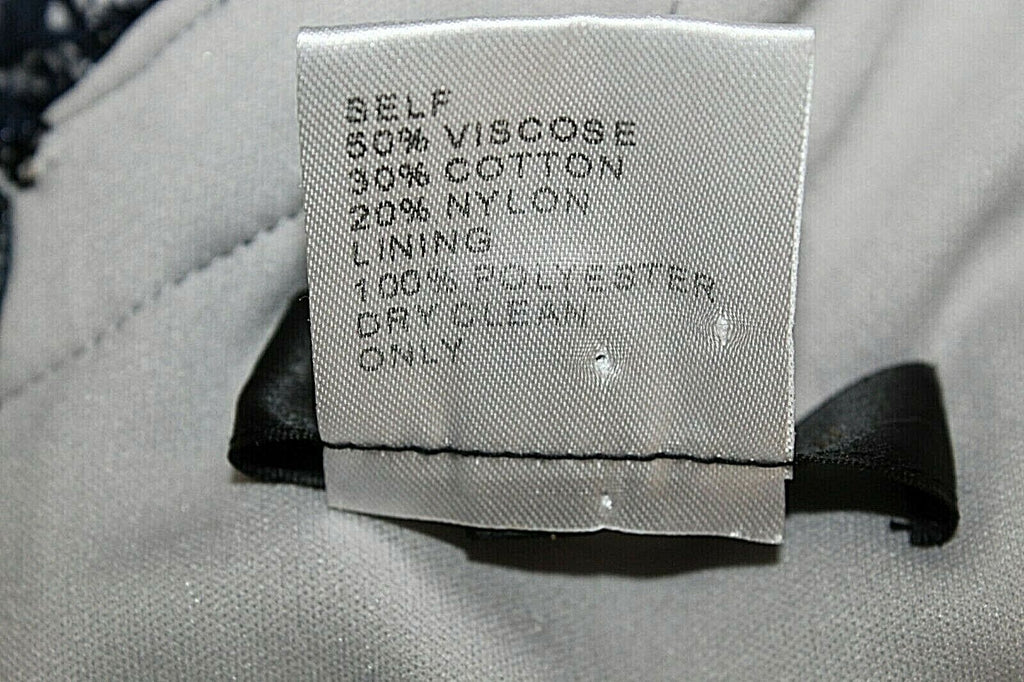 SELF
50% VISCOSE
30% COTTON
20% NYLON
LINING
100% POLYESTER
DRY CLEAN
ONLY